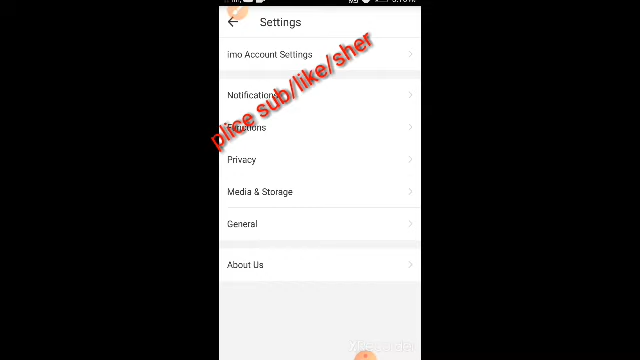 Settings
imo Account Settings
plice sub/like/sher
Notifications
Functions
Privacy
Media & Storage
General
About Us